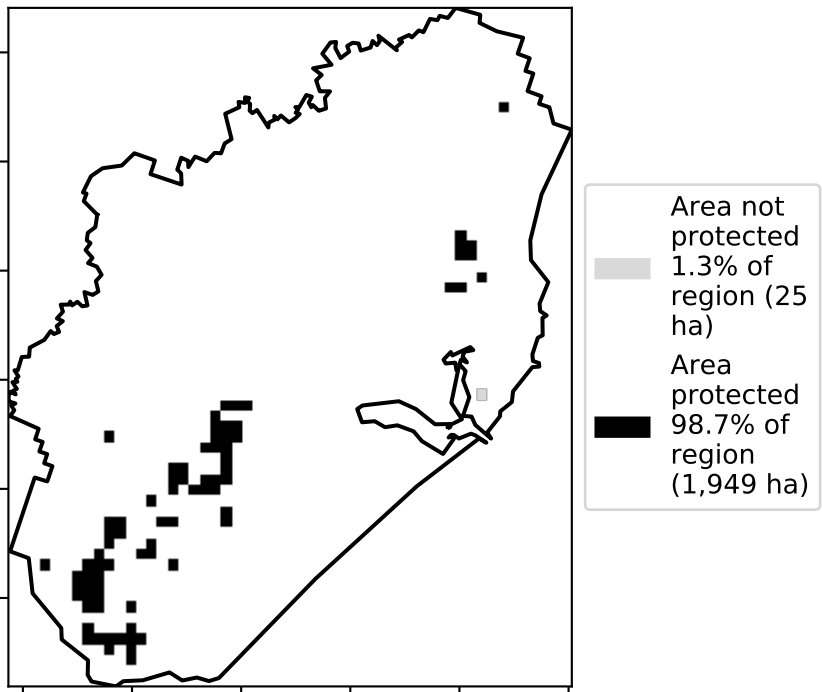 Area not
protected
1.3% of
region (25
ha)
Area
protected
98.7% of
region
(1,949 ha)